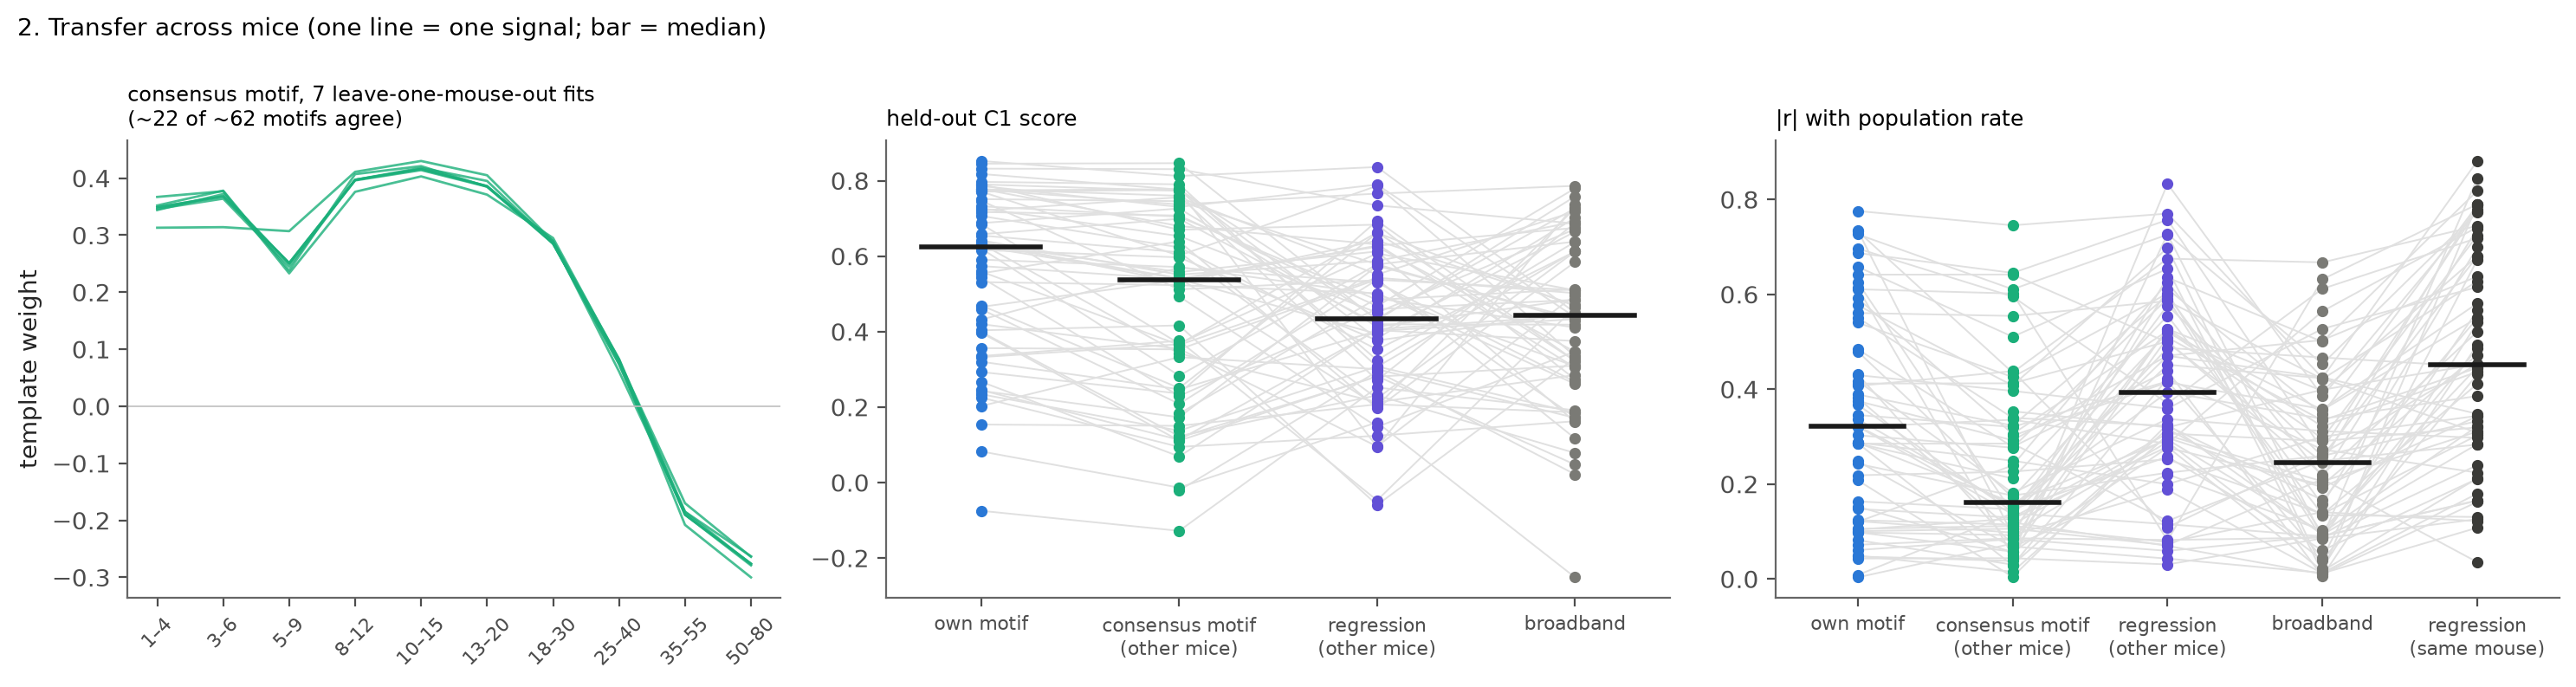 2. Transfer across mice (one line = one signal; bar = median)
consensus motif, 7 leave-one-mouse-out fits
(~22 of ~62 motifs agree)
template weight
0.4
0.3
0.2
0.1
0.0
−0.1
−0.2
−0.3
1–4
3–6
5–9
8–12
10–15
13–20
18–30
25–40
35–55
50–80
held-out C1 score
0.8
0.6
0.4
0.2
0.0
−0.2
own motif
consensus motif
(other mice)
regression
(other mice)
broadband
|r| with population rate
0.8
0.6
0.4
0.2
0.0
own motif
consensus motif
(other mice)
regression
(other mice)
broadband
regression
(same mouse)